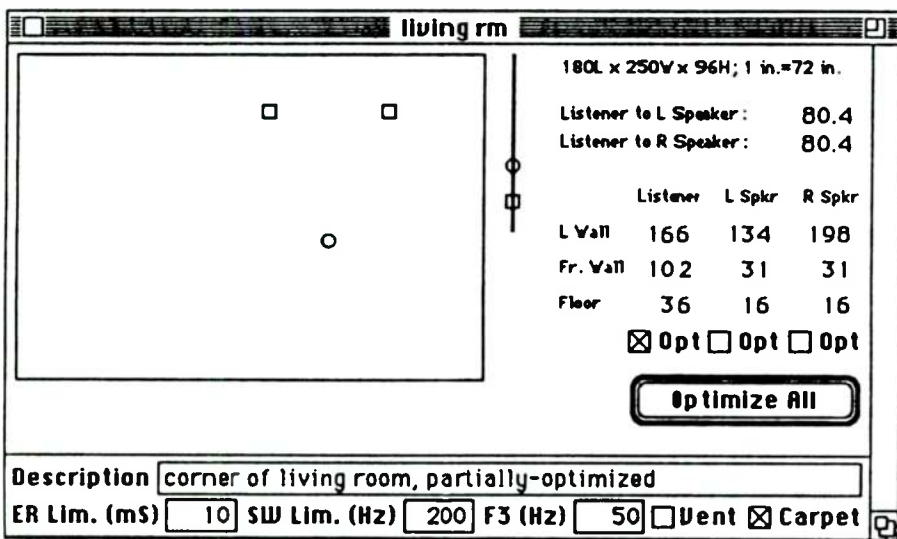 living rm
180L x 250W x 96H; 1 in.=72 in.
Listener to L Speaker: 80.4
Listener to R Speaker: 80.4
Listener L Spkr R Spkr
L Wall 166 134 198
Fr. Wall 102 31 31
Floor 36 16 16
Opt Opt Opt
Optimize All
Description corner of living room, partially-optimized
ER Lim. (mS) 10 SW Lim. (Hz) 200 F3 (Hz) 50 Vent Carpet